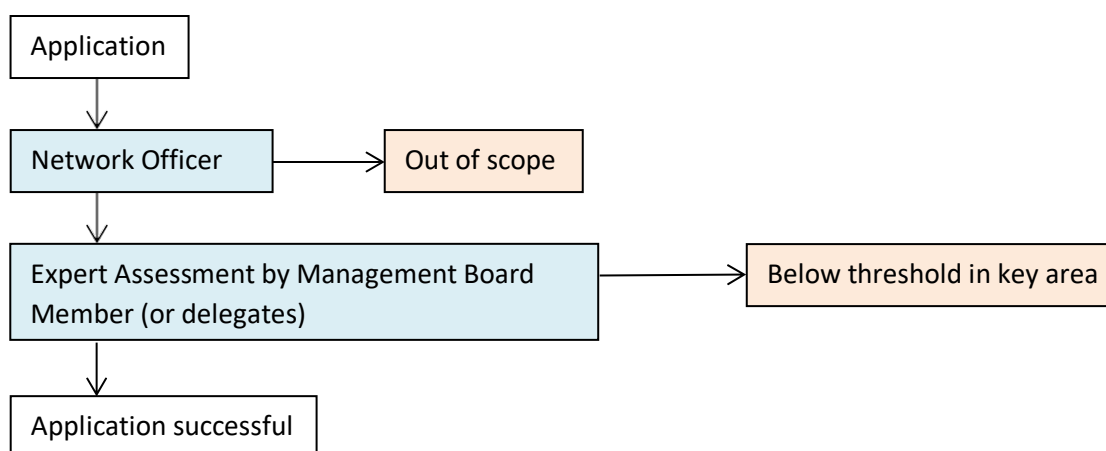 Application
Network Officer
Out of scope
Expert Assessment by Management Board
Member (or delegates)
Below threshold in key area
Application successful